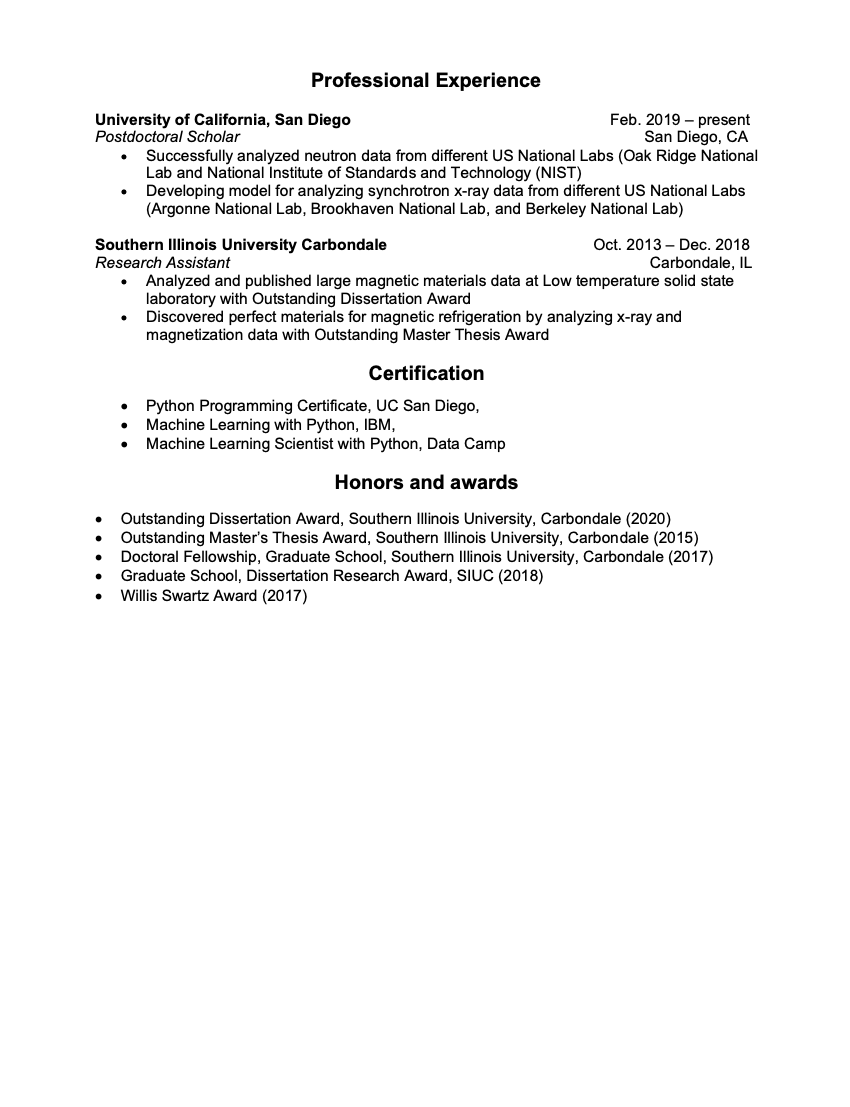 Professional Experience
University of California, San Diego Feb. 2019 – present
Postdoctoral Scholar San Diego, CA
• Successfully analyzed neutron data from different US National Labs (Oak Ridge National
Lab and National Institute of Standards and Technology (NIST)
• Developing model for analyzing synchrotron x-ray data from different US National Labs
(Argonne National Lab, Brookhaven National Lab, and Berkeley National Lab)
Southern Illinois University Carbondale Oct. 2013 – Dec. 2018
Research Assistant Carbondale, IL
• Analyzed and published large magnetic materials data at Low temperature solid state
laboratory with Outstanding Dissertation Award
• Discovered perfect materials for magnetic refrigeration by analyzing x-ray and
magnetization data with Outstanding Master Thesis Award
Certification
• Python Programming Certificate, UC San Diego,
• Machine Learning with Python, IBM,
• Machine Learning Scientist with Python, Data Camp
Honors and awards
• Outstanding Dissertation Award, Southern Illinois University, Carbondale (2020)
• Outstanding Master’s Thesis Award, Southern Illinois University, Carbondale (2015)
• Doctoral Fellowship, Graduate School, Southern Illinois University, Carbondale (2017)
• Graduate School, Dissertation Research Award, SIUC (2018)
• Willis Swartz Award (2017)